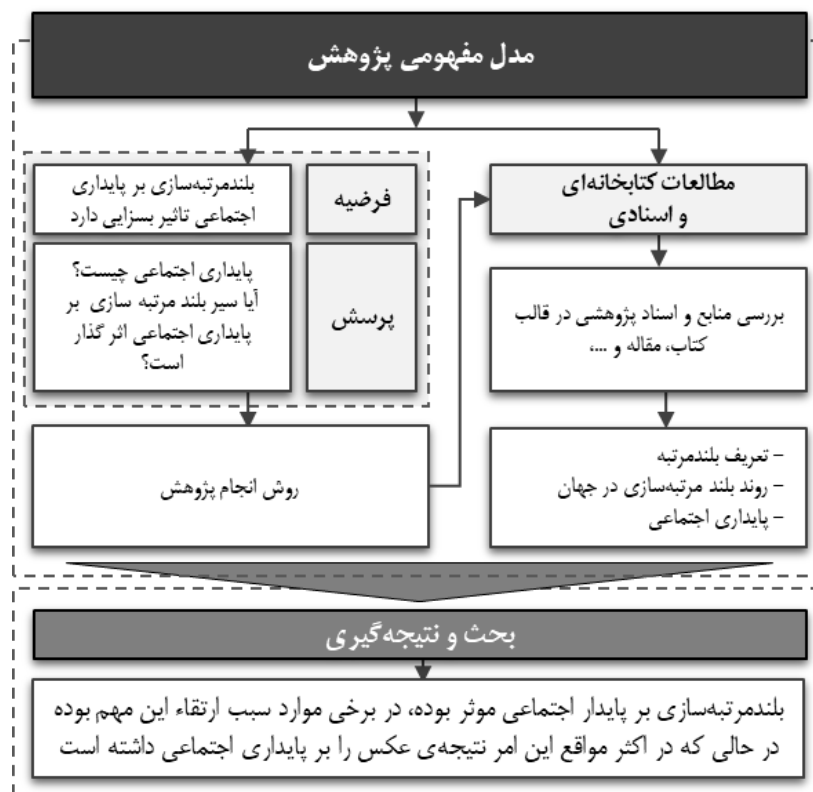 مدل مفهومی پژوهش
فرضیه
بلندمرتبه‌سازی بر پایداری
اجتماعی تاثیر بسزایی دارد
پرسش
پایداری اجتماعی چیست؟
آیا سیر بلند مرتبه سازی بر
پایداری اجتماعی اثر گذار
است؟
روش انجام پژوهش
مطالعات کتابخانه‌ای
و اسنادی
بررسی منابع و اسناد پژوهشی در قالب
کتاب، مقاله و ....،
- تعریف بلندمرتبه
- روند بلند مرتبه‌سازی در جهان
- پایداری اجتماعی
بحث و نتیجه‌گیری
بلندمرتبه‌سازی بر پایدار اجتماعی موثر بوده، در برخی موارد سبب ارتقاء این مهم بوده
در حالی که در اکثر مواقع این امر نتیجه‌ی عکس را بر پایداری اجتماعی داشته است